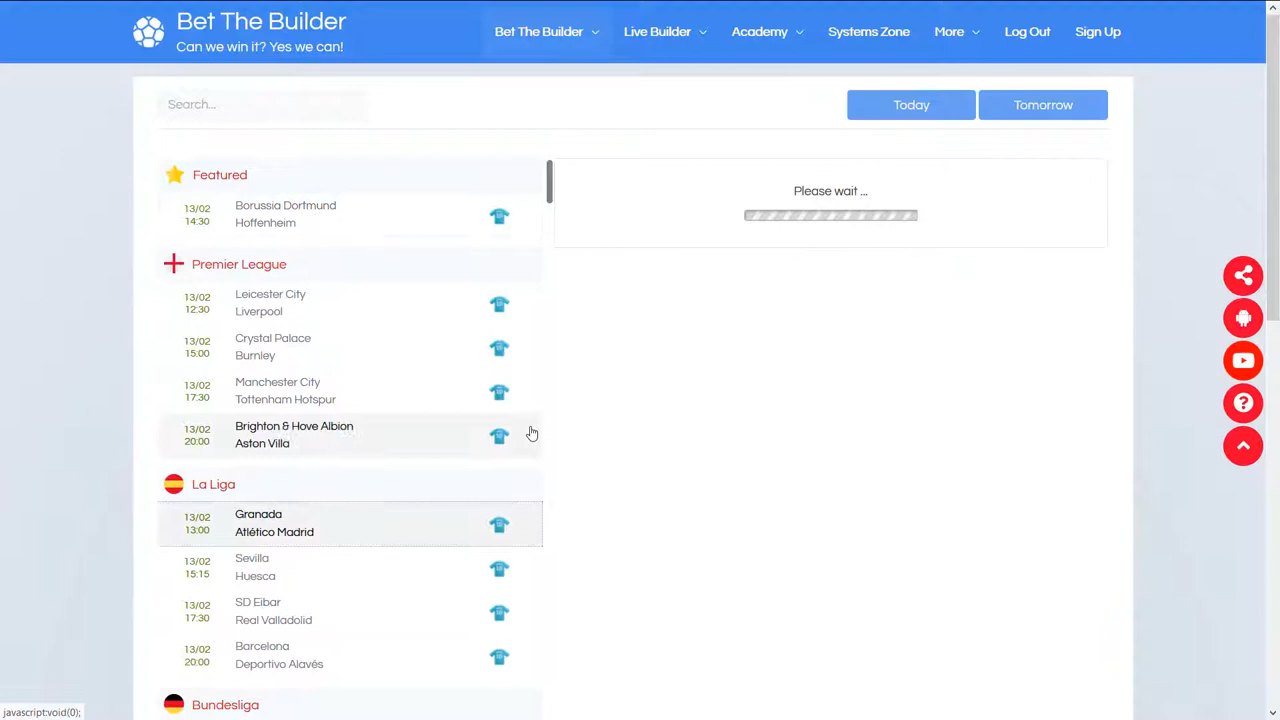 Bet The Builder
Can we win it? Yes we can!
Bet The Builder
Live Builder
Academy
Systems Zone
More
Log Out
Sign Up
Search...
Today
Tomorrow
Featured
13/02
14:30
Borussia Dortmund
Hoffenheim
Premier League
13/02
12:30
Leicester City
Liverpool
13/02
15:00
Crystal Palace
Burnley
13/02
17:30
Manchester City
Tottenham Hotspur
13/02
20:00
Brighton & Hove Albion
Aston Villa
La Liga
13/02
13:00
Granada
Atlético Madrid
13/02
15:15
Sevilla
Huesca
13/02
17:30
SD Eibar
Real Valladolid
13/02
20:00
Barcelona
Deportivo Alavés
Bundesliga
Please wait ...
javascript:void(0);